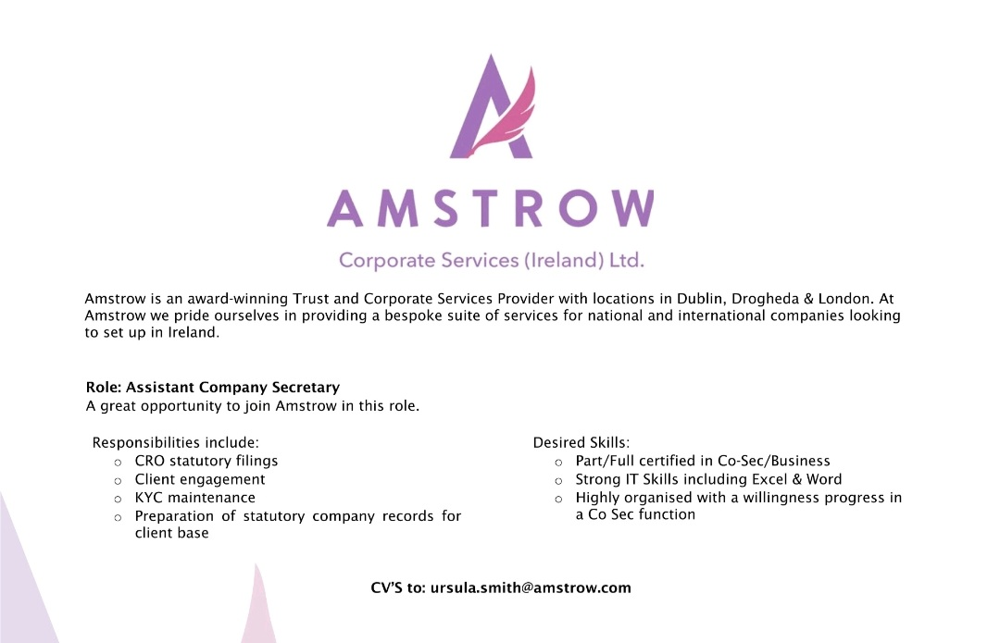 AMSTROW
Corporate Services (Ireland) Ltd.
Amstrow is an award-winning Trust and Corporate Services Provider with locations in Dublin, Drogheda & London. At
Amstrow we pride ourselves in providing a bespoke suite of services for national and international companies looking
to set up in Ireland.
Role: Assistant Company Secretary
A great opportunity to join Amstrow in this role.
Responsibilities include:
o CRO statutory filings
o Client engagement
o KYC maintenance
o Preparation of statutory company records for
client base
Desired Skills:
o Part/Full certified in Co-Sec/Business
o Strong IT Skills including Excel & Word
o Highly organised with a willingness progress in
a Co Sec function
CV'S to: ursula.smith@amstrow.com